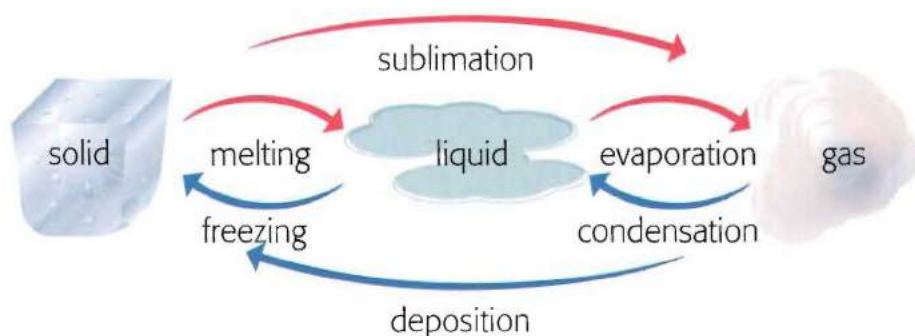 sublimation
solid melting liquid evaporation gas
freezing condensation
deposition